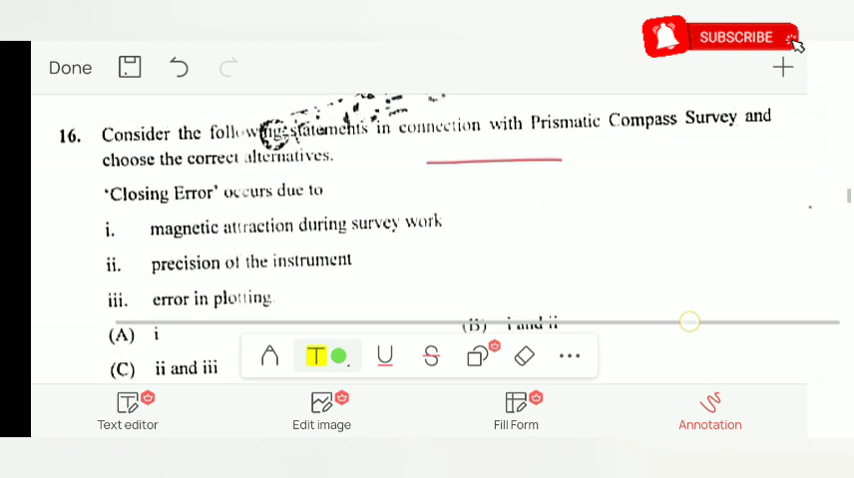 SUBSCRIBE
Done
16. Consider the following statements in connection with Prismatic Compass Survey and
choose the correct alternatives.
'Closing Error' occurs due to
i. magnetic attraction during survey work
ii. precision of the instrument
iii. error in plotting
(A) i
(B) i and ii
(C) ii and iii
T
U
S
Text editor
Edit image
Fill Form
Annotation